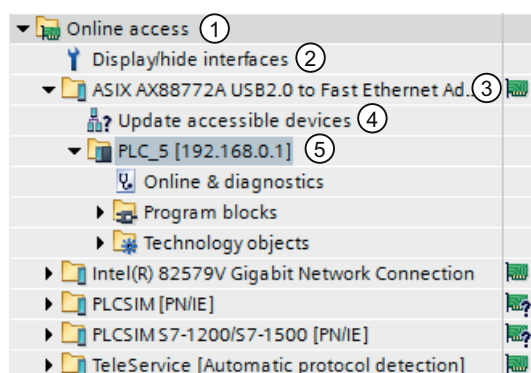 Online access 1
Display/hide interfaces 2
ASIX AX88772A USB2.0 to Fast Ethernet Ad.. 3
Update accessible devices 4
PLC_5 [192.168.0.1] 5
Online & diagnostics
Program blocks
Technology objects
Intel(R) 82579V Gigabit Network Connection
PLCSIM [PN/IE]
PLCSIM S7-1200/S7-1500 [PN/IE]
TeleService [Automatic protocol detection]